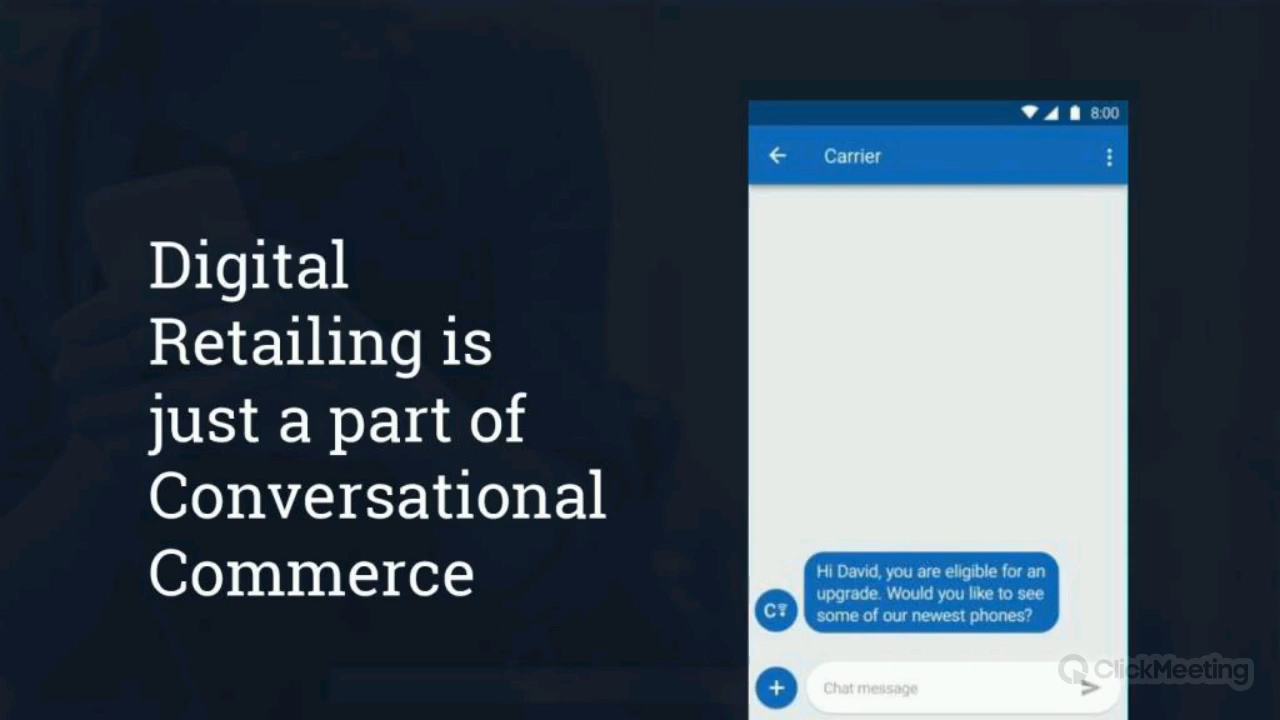 Digital
Retailing is
just a part of
Conversational
Commerce
8:00
Carrier
Hi David, you are eligible for an
upgrade. Would you like to see
some of our newest phones?
C
Chat message
ClickMeeting